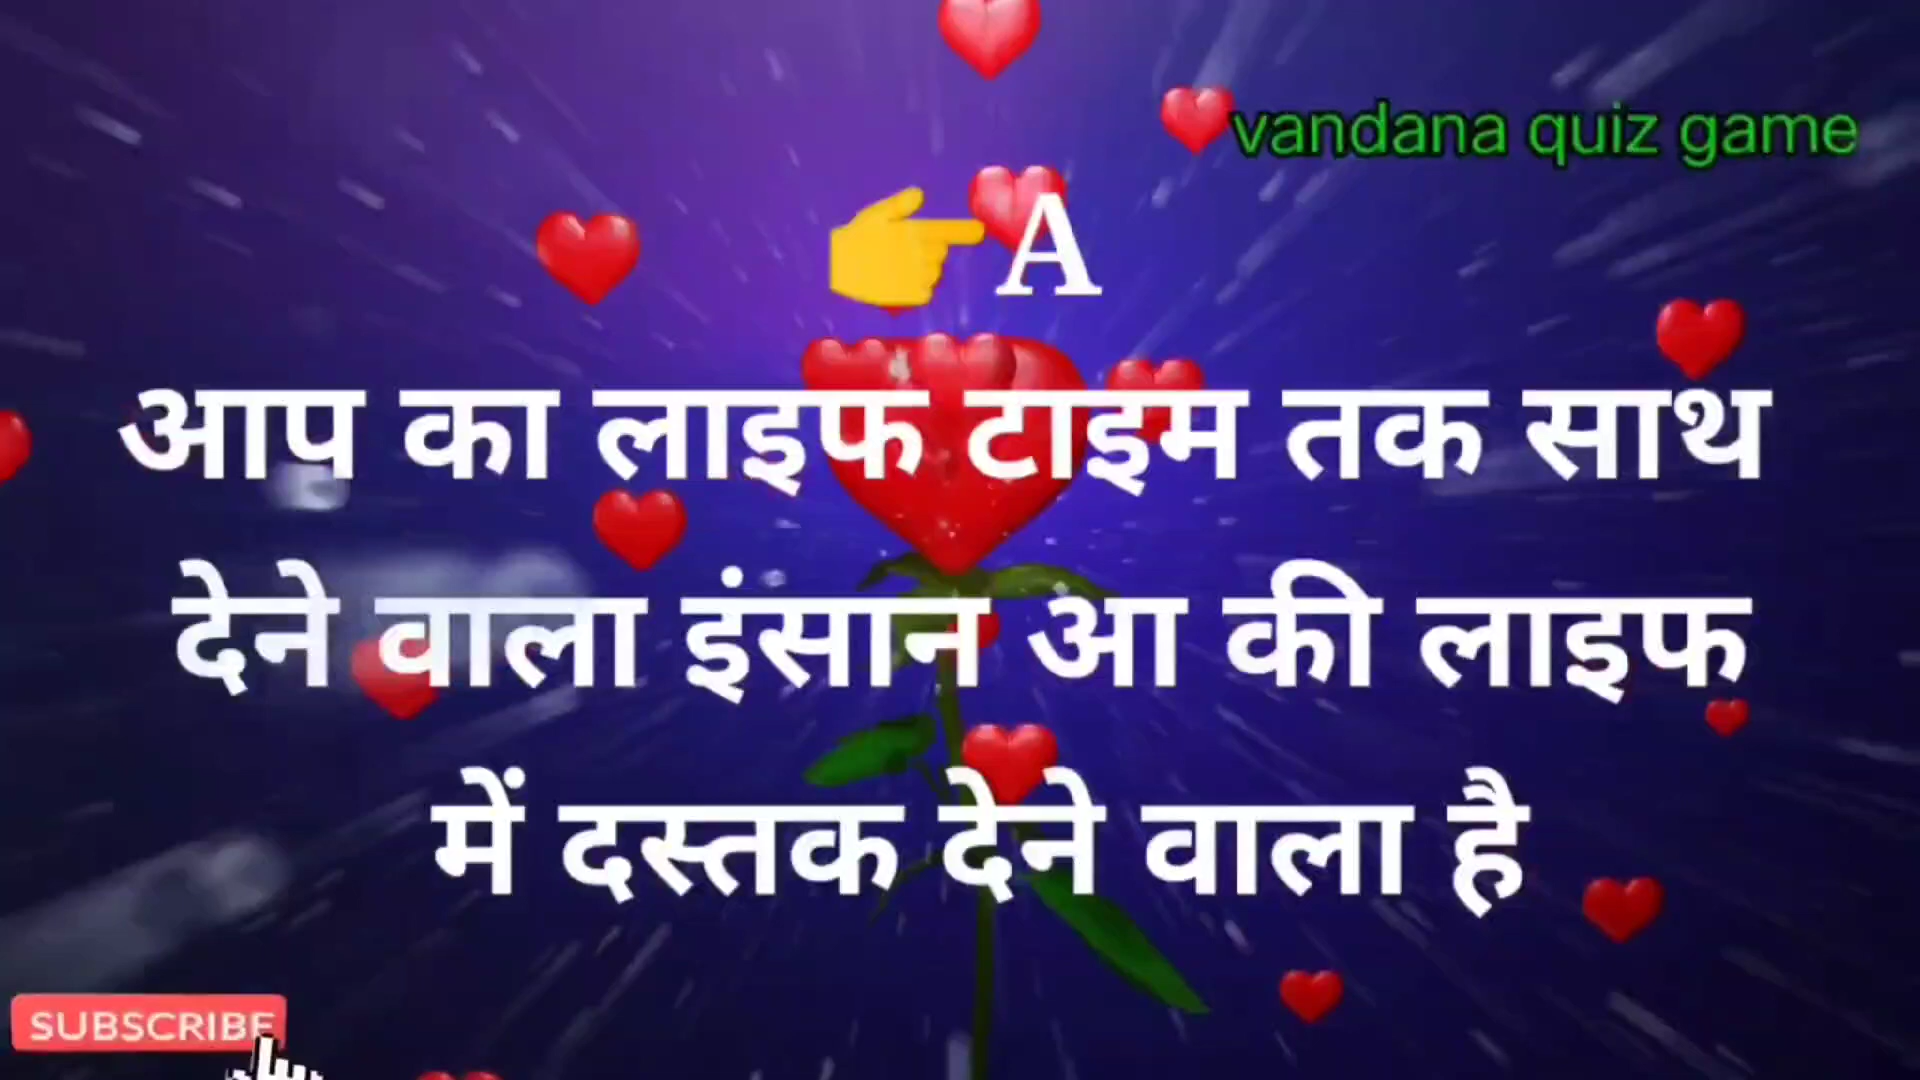 vandana quiz game
👉A
आप का लाइफ टाइम तक साथ
देने वाला इंसान आ की लाइफ
में दस्तक देने वाला है
SUBSCRIBE